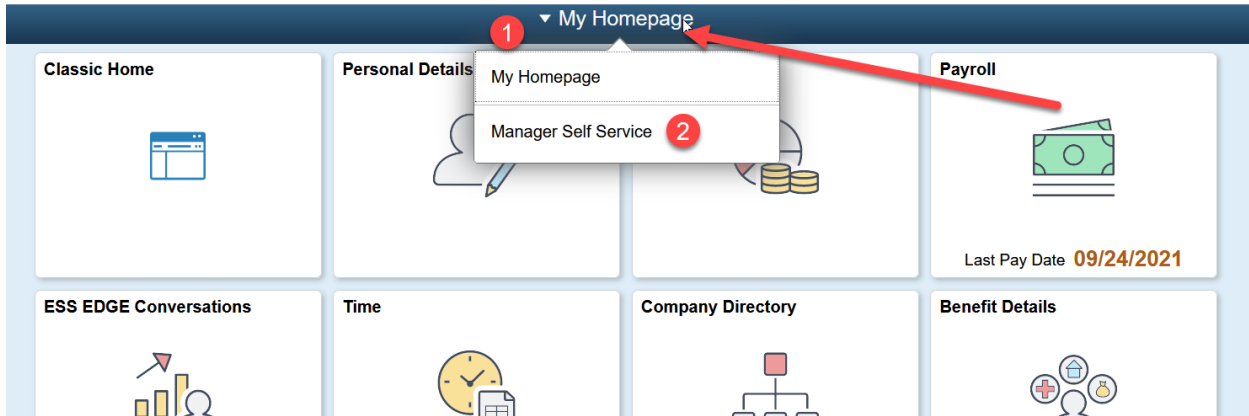 ▼ My Homepage
1
Classic Home
Personal Details
My Homepage
Payroll
Manager Self Service 2
Last Pay Date 09/24/2021
ESS EDGE Conversations
Time
Company Directory
Benefit Details